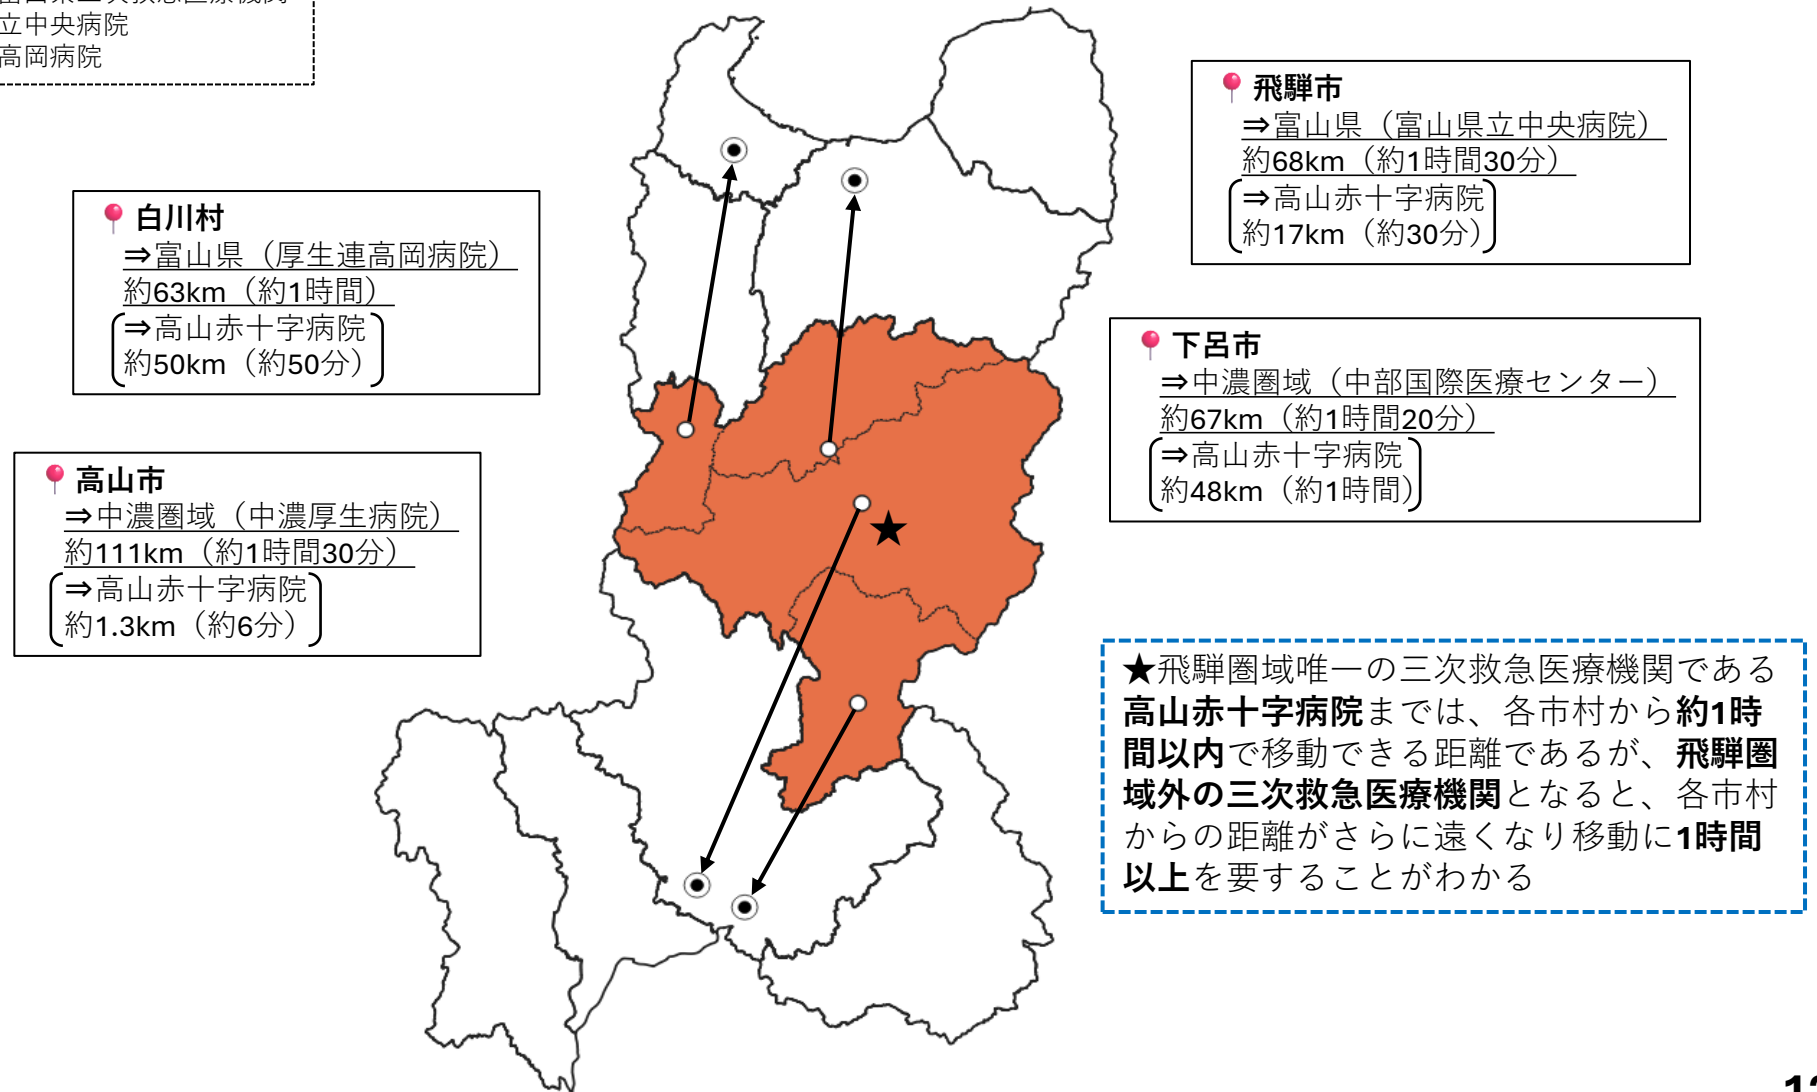 立中央病院
高岡病院
飛騨市
⇒富山県（富山県立中央病院）
約68km（約1時間30分）
⇒高山赤十字病院
約17km（約30分）
白川村
⇒富山県（厚生連高岡病院）
約63km（約1時間）
⇒高山赤十字病院
約50km（約50分）
下呂市
⇒中濃圏域（中部国際医療センター）
約67km（約1時間20分）
⇒高山赤十字病院
約48km（約1時間）
高山市
⇒中濃圏域（中濃厚生病院）
約111km（約1時間30分）
⇒高山赤十字病院
約1.3km（約6分）
★
★飛騨圏域唯一の三次救急医療機関である
高山赤十字病院までは、各市村から約1時
間以内で移動できる距離であるが、飛騨圏
域外の三次救急医療機関となると、各市村
からの距離がさらに遠くなり移動に1時間
以上を要することがわかる